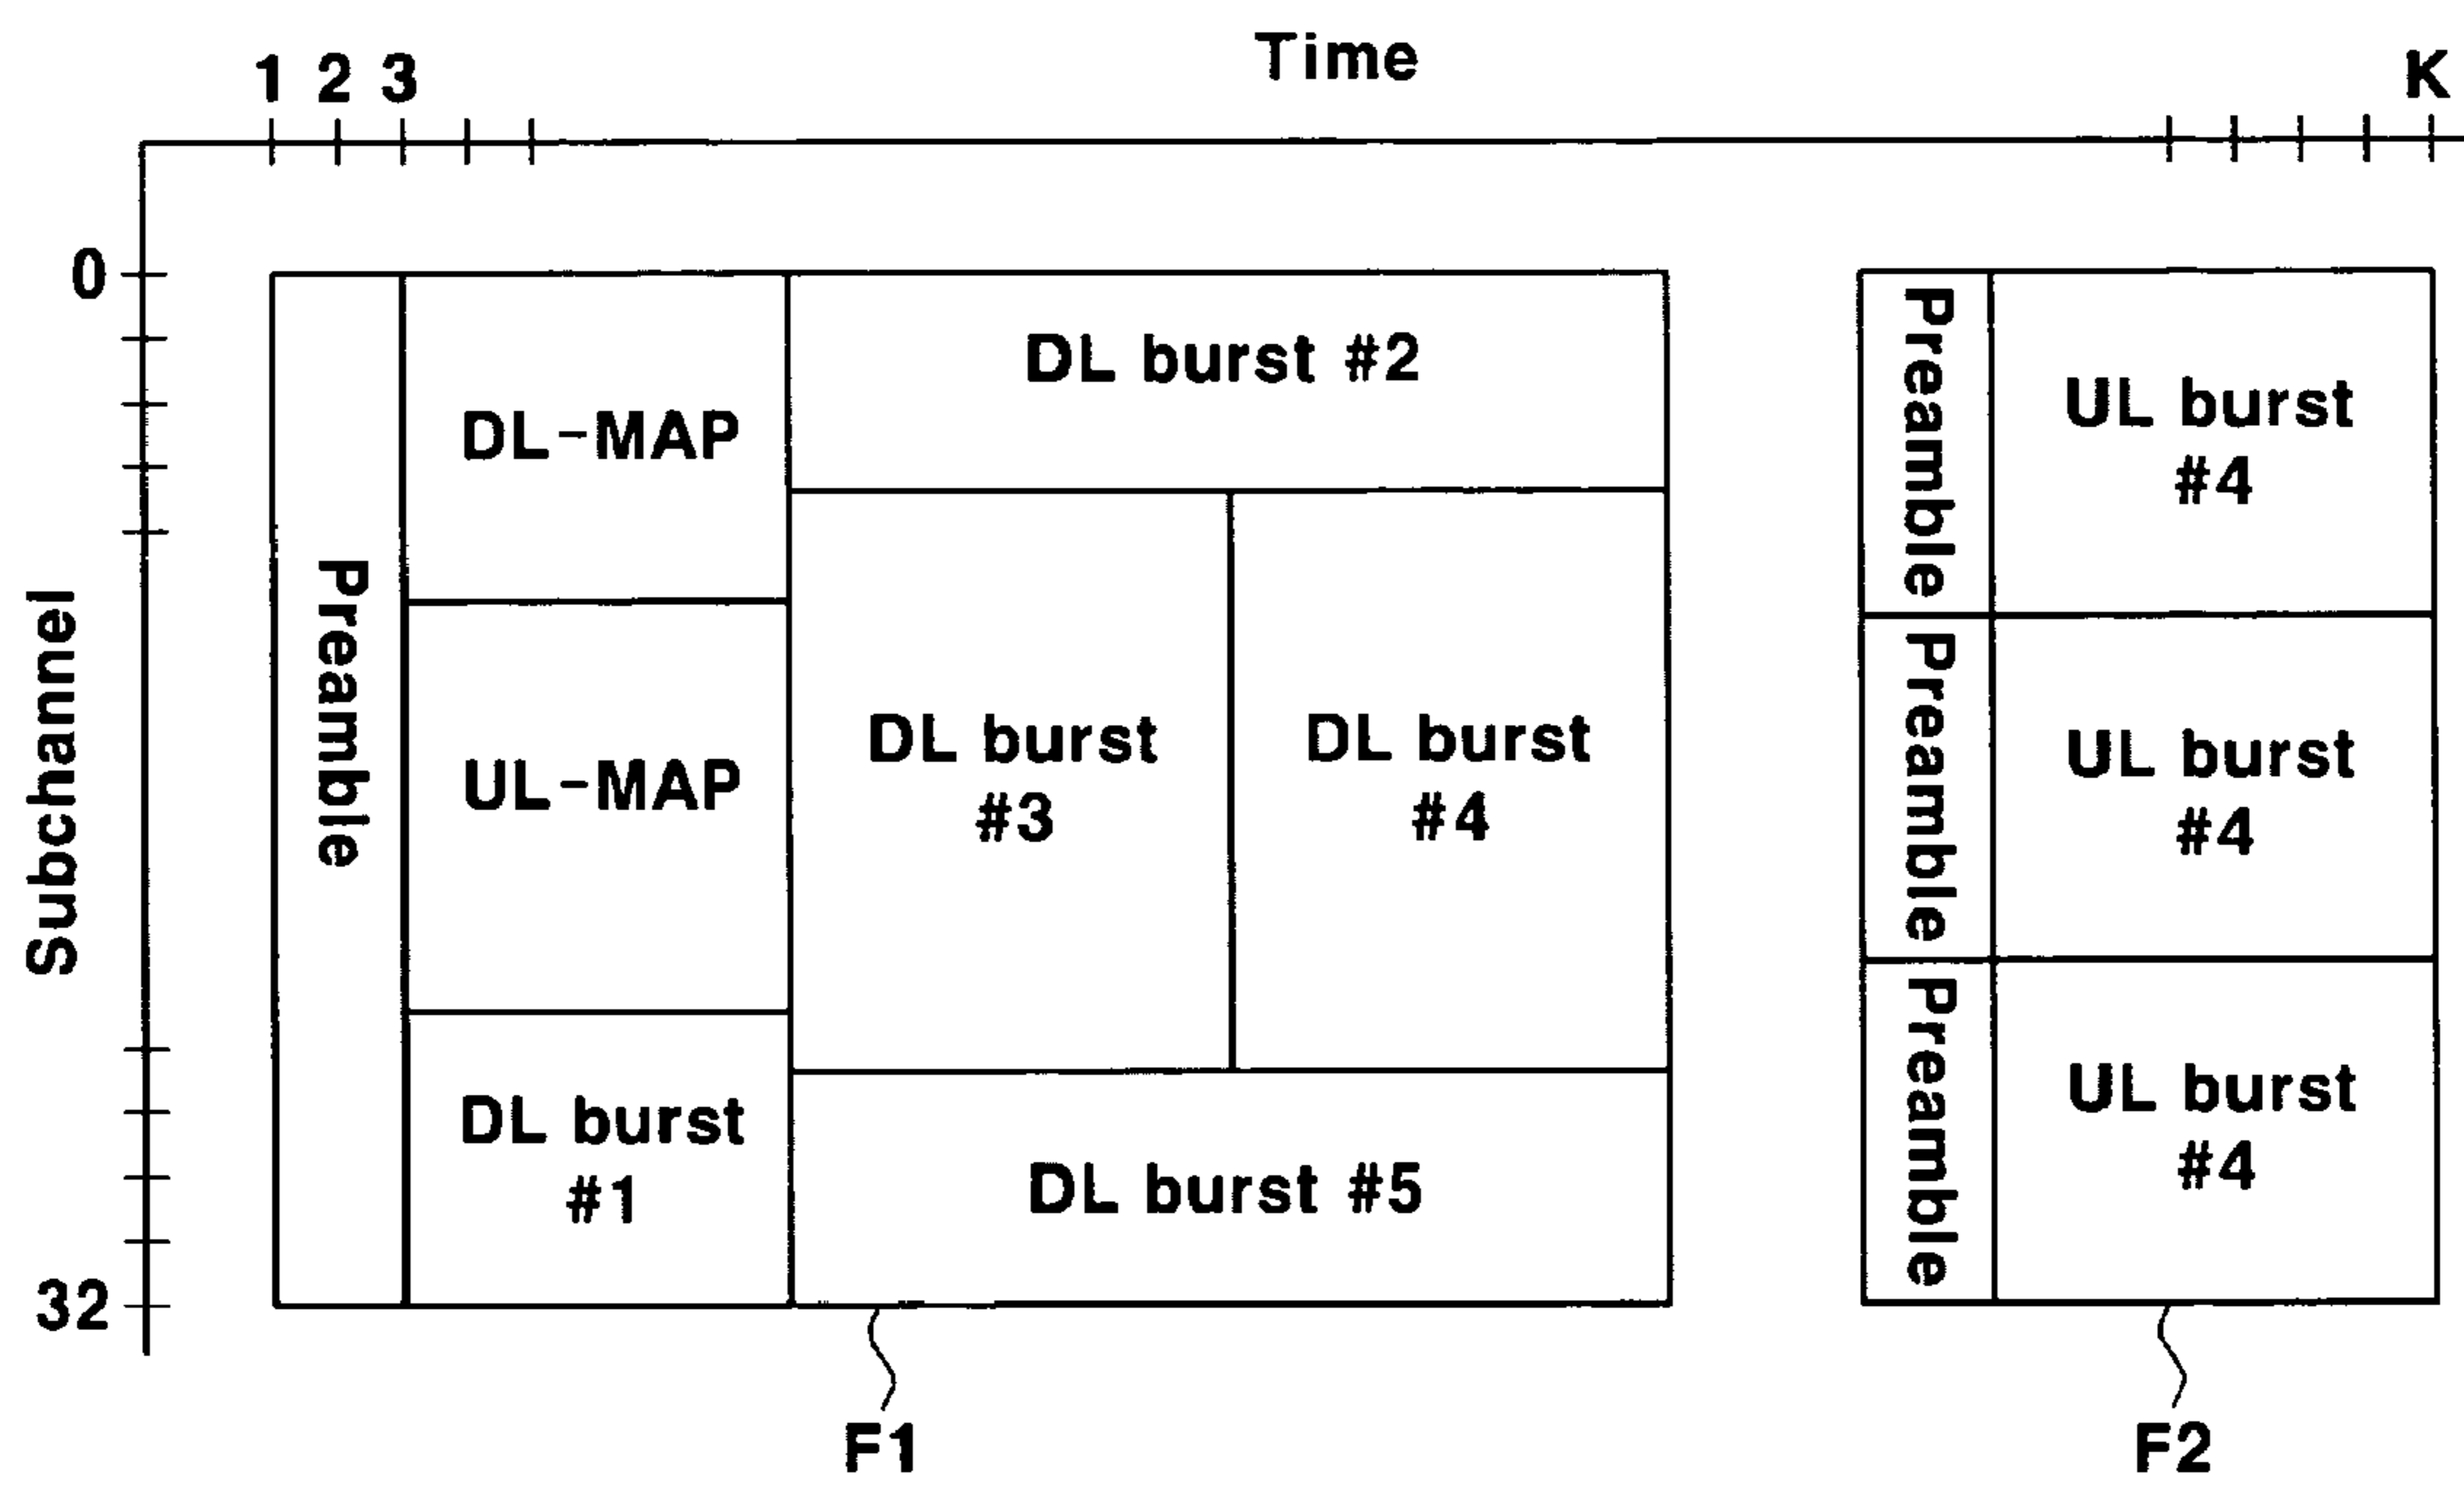 Time
1 2 3
K
Subchannel
0
32
Preamble
DL-MAP
UL-MAP
DL burst
#1
DL burst #2
DL burst
#3
DL burst
#4
DL burst #5
F1
Preamble
UL burst
#4
Preamble
UL burst
#4
Preamble
UL burst
#4
F2